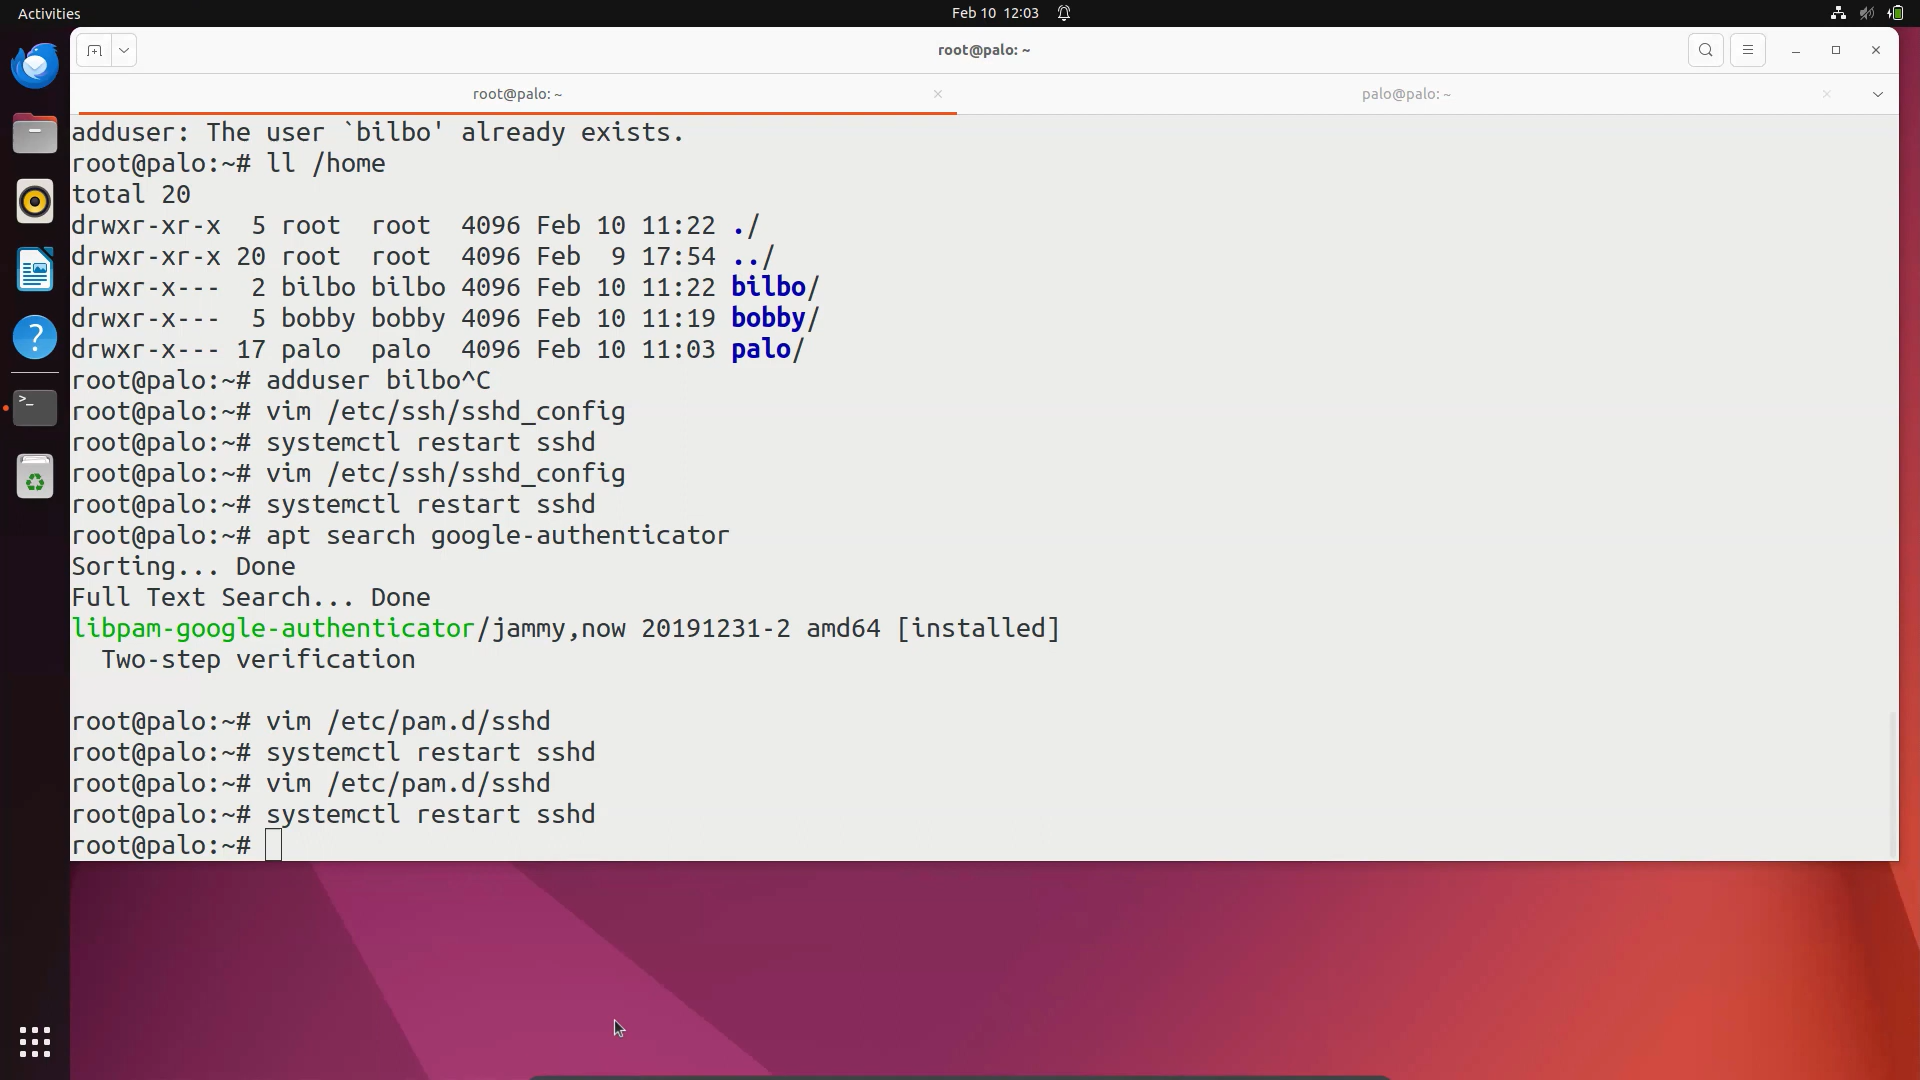 Activities
Feb 10 12:03
root@palo: ~
root@palo: ~
palo@palo: ~
adduser: The user `bilbo' already exists.
root@palo:~# ll /home
total 20
drwxr-xr-x  5 root  root  4096 Feb 10 11:22 ./
drwxr-xr-x 20 root  root  4096 Feb  9 17:54 ../
drwxr-x---  2 bilbo bilbo 4096 Feb 10 11:22 bilbo/
drwxr-x---  5 bobby bobby 4096 Feb 10 11:19 bobby/
drwxr-x--- 17 palo  palo  4096 Feb 10 11:03 palo/
root@palo:~# adduser bilbo^C
root@palo:~# vim /etc/ssh/sshd_config
root@palo:~# systemctl restart sshd
root@palo:~# vim /etc/ssh/sshd_config
root@palo:~# systemctl restart sshd
root@palo:~# apt search google-authenticator
Sorting... Done
Full Text Search... Done
libpam-google-authenticator/jammy,now 20191231-2 amd64 [installed]
  Two-step verification
root@palo:~# vim /etc/pam.d/sshd
root@palo:~# systemctl restart sshd
root@palo:~# vim /etc/pam.d/sshd
root@palo:~# systemctl restart sshd
root@palo:~#